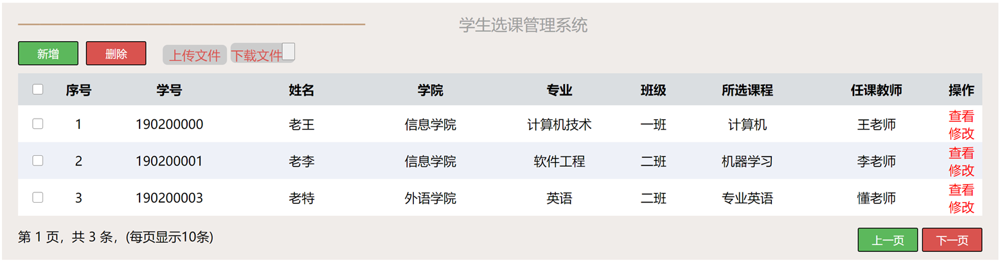 学生选课管理系统
新增 删除 上传文件 下载文件
序号 学号 姓名 学院 专业 班级 所选课程 任课教师 操作
1 190200000 老王 信息学院 计算机技术 一班 计算机 王老师 查看 修改
2 190200001 老李 信息学院 软件工程 二班 机器学习 李老师 查看 修改
3 190200003 老特 外语学院 英语 二班 专业英语 懂老师 查看 修改
第 1 页，共 3 条，(每页显示10条) 上一页 下一页